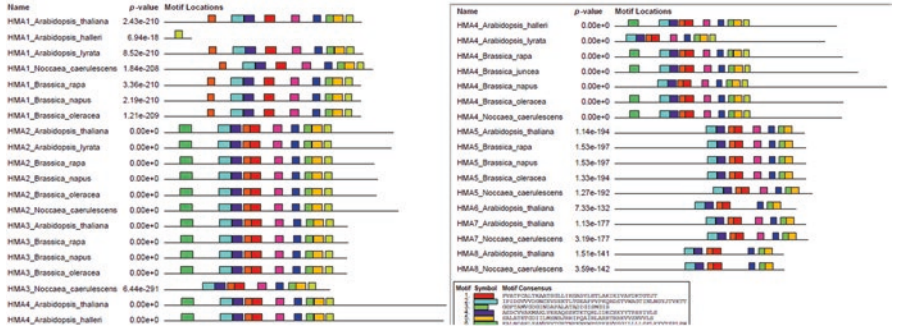 Name p-value Motif Locations
HMA1_Arabidopsis_thaliana 2.43e-210
HMA1_Arabidopsis_halleri 6.94e-18
HMA1_Arabidopsis_lyrata 8.52e-210
HMA1_Noccaea_caerulescens 1.84e-208
HMA1_Brassica_rapa 3.36e-210
HMA1_Brassica_napus 2.19e-210
HMA1_Brassica_oleracea 1.21e-209
HMA2_Arabidopsis_thaliana 0.00e+0
HMA2_Arabidopsis_lyrata 0.00e+0
HMA2_Brassica_rapa 0.00e+0
HMA2_Brassica_napus 0.00e+0
HMA2_Brassica_oleracea 0.00e+0
HMA2_Noccaea_caerulescens 0.00e+0
HMA3_Arabidopsis_thaliana 0.00e+0
HMA3_Brassica_rapa 0.00e+0
HMA3_Brassica_napus 0.00e+0
HMA3_Brassica_oleracea 0.00e+0
HMA3_Noccaea_caerulescens 6.44e-291
HMA4_Arabidopsis_thaliana 0.00e+0
HMA4_Arabidopsis_halleri 0.00e+0
Name p-value Motif Locations
HMA4_Arabidopsis_halleri 0.00e+0
HMA4_Arabidopsis_lyrata 0.00e+0
HMA4_Brassica_rapa 0.00e+0
HMA4_Brassica_juncea 0.00e+0
HMA4_Brassica_napus 0.00e+0
HMA4_Brassica_oleracea 0.00e+0
HMA4_Noccaea_caerulescens 0.00e+0
HMA5_Arabidopsis_thaliana 1.14e-194
HMA5_Brassica_rapa 1.53e-197
HMA5_Brassica_napus 1.53e-197
HMA5_Brassica_oleracea 1.33e-194
HMA5_Noccaea_caerulescens 1.27e-192
HMA6_Arabidopsis_thaliana 7.33e-132
HMA7_Arabidopsis_thaliana 1.13e-177
HMA7_Noccaea_caerulescens 3.19e-177
HMA8_Arabidopsis_thaliana 1.51e-141
HMA8_Noccaea_caerulescens 3.59e-142
Motif Symbol Motif Consensus